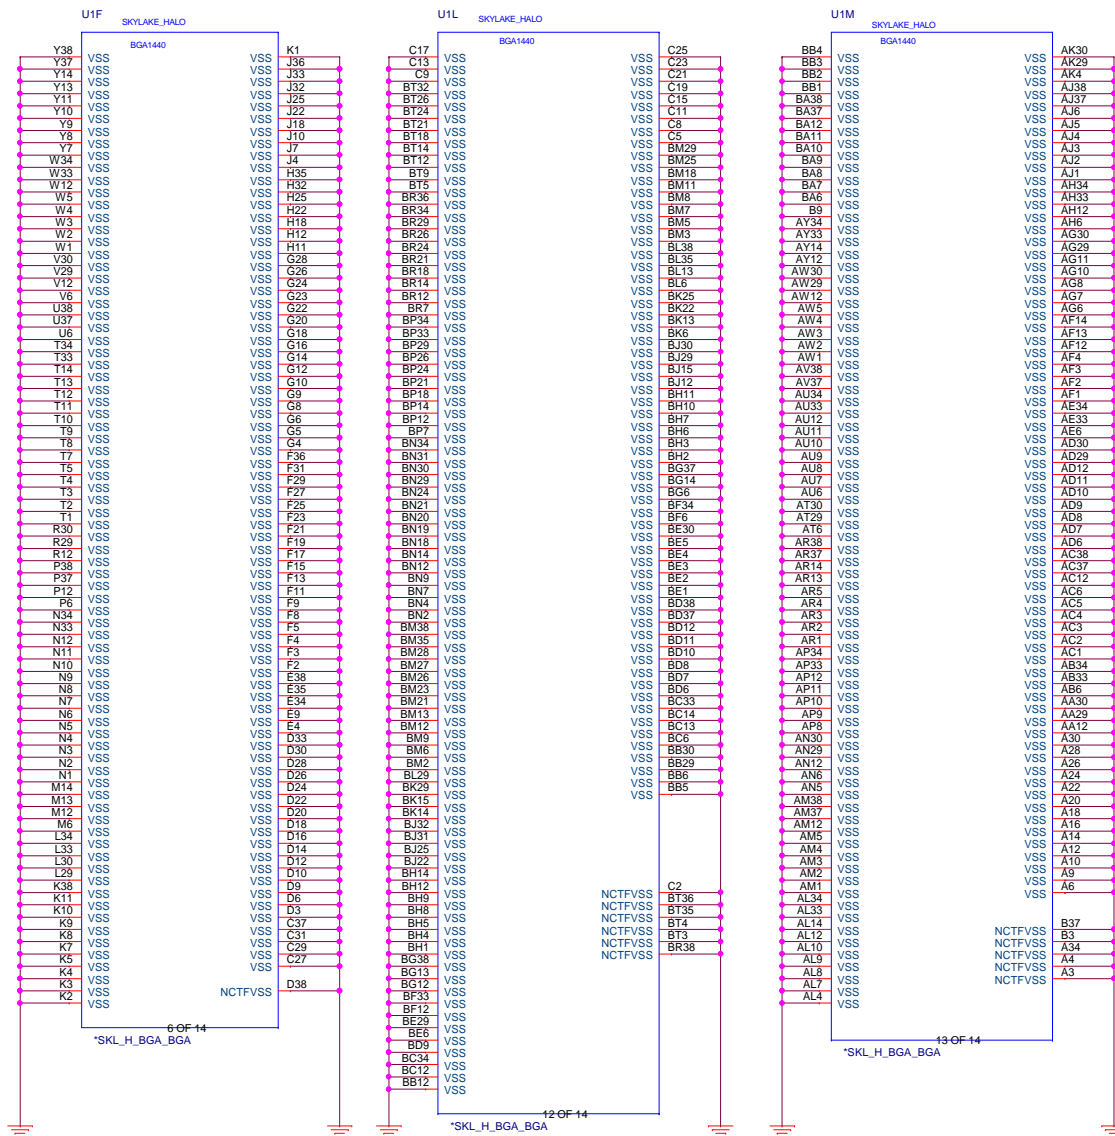 U1F
SKYLAKE_HALO
BGA1440
Y38 VSS VSS K1
Y37 VSS VSS J36
Y14 VSS VSS J33
Y13 VSS VSS J32
Y11 VSS VSS J25
Y10 VSS VSS J22
Y9 VSS VSS J18
Y8 VSS VSS J10
Y7 VSS VSS J7
W34 VSS VSS J4
W33 VSS VSS H35
W12 VSS VSS H32
W5 VSS VSS H25
W4 VSS VSS H22
W3 VSS VSS H18
W2 VSS VSS H12
W1 VSS VSS H11
V30 VSS VSS G28
V29 VSS VSS G26
V12 VSS VSS G24
V6 VSS VSS G23
U38 VSS VSS G22
U37 VSS VSS G20
U6 VSS VSS G18
T34 VSS VSS G16
T33 VSS VSS G14
T14 VSS VSS G12
T13 VSS VSS G10
T12 VSS VSS G9
T11 VSS VSS G8
T10 VSS VSS G6
T9 VSS VSS G5
T8 VSS VSS G4
T7 VSS VSS F36
T5 VSS VSS F31
T4 VSS VSS F29
T3 VSS VSS F27
T2 VSS VSS F25
T1 VSS VSS F23
R30 VSS VSS F21
R29 VSS VSS F19
R12 VSS VSS F17
P38 VSS VSS F15
P37 VSS VSS F13
P12 VSS VSS F11
P6 VSS VSS F9
N34 VSS VSS F8
N33 VSS VSS F5
N12 VSS VSS F4
N11 VSS VSS F3
N10 VSS VSS F2
N9 VSS VSS E38
N8 VSS VSS E35
N7 VSS VSS E34
N6 VSS VSS E9
N5 VSS VSS E4
N4 VSS VSS D33
N3 VSS VSS D30
N2 VSS VSS D28
N1 VSS VSS D26
M14 VSS VSS D24
M13 VSS VSS D22
M12 VSS VSS D20
M6 VSS VSS D18
L34 VSS VSS D16
L33 VSS VSS D14
L30 VSS VSS D12
L29 VSS VSS D10
K38 VSS VSS D9
K11 VSS VSS D6
K10 VSS VSS D3
K9 VSS VSS C37
K8 VSS VSS C31
K7 VSS VSS C29
K5 VSS VSS C27
K4 VSS
K3 VSS NCTFVSS D38
K2 VSS
6 OF 14
*SKL_H_BGA_BGA
U1L
SKYLAKE_HALO
BGA1440
C17 VSS VSS C25
C13 VSS VSS C23
C9 VSS VSS C21
BT32 VSS VSS C19
BT26 VSS VSS C15
BT24 VSS VSS C11
BT21 VSS VSS C8
BT18 VSS VSS C5
BT14 VSS VSS BM29
BT12 VSS VSS BM25
BT9 VSS VSS BM18
BT5 VSS VSS BM11
BR36 VSS VSS BM8
BR34 VSS VSS BM7
BR29 VSS VSS BM5
BR26 VSS VSS BM3
BR24 VSS VSS BL38
BR21 VSS VSS BL35
BR18 VSS VSS BL13
BR14 VSS VSS BL6
BR12 VSS VSS BK25
BR7 VSS VSS BK22
BP34 VSS VSS BK13
BP33 VSS VSS BK6
BP29 VSS VSS BJ30
BP26 VSS VSS BJ29
BP24 VSS VSS BJ15
BP21 VSS VSS BJ12
BP18 VSS VSS BH11
BP14 VSS VSS BH10
BP12 VSS VSS BH7
BP7 VSS VSS BH6
BN34 VSS VSS BH3
BN31 VSS VSS BH2
BN30 VSS VSS BG37
BN29 VSS VSS BG14
BN24 VSS VSS BG6
BN21 VSS VSS BF34
BN20 VSS VSS BF6
BN19 VSS VSS BE30
BN18 VSS VSS BE5
BN14 VSS VSS BE4
BN12 VSS VSS BE3
BN9 VSS VSS BE2
BN7 VSS VSS BE1
BN4 VSS VSS BD38
BN2 VSS VSS BD37
BM38 VSS VSS BD12
BM35 VSS VSS BD11
BM28 VSS VSS BD10
BM27 VSS VSS BD8
BM26 VSS VSS BD7
BM23 VSS VSS BD6
BM21 VSS VSS BC33
BM13 VSS VSS BC14
BM12 VSS VSS BC13
BM9 VSS VSS BC6
BM6 VSS VSS BB30
BM2 VSS VSS BB29
BL29 VSS VSS BB6
BK29 VSS VSS BB5
BK15 VSS
BK14 VSS
BJ32 VSS
BJ31 VSS
BJ25 VSS
BJ22 VSS
BH14 VSS
BH12 VSS NCTFVSS C2
BH9 VSS NCTFVSS BT36
BH8 VSS NCTFVSS BT35
BH5 VSS NCTFVSS BT4
BH4 VSS NCTFVSS BT3
BH1 VSS NCTFVSS BR38
BG38 VSS
BG13 VSS
BG12 VSS
BF33 VSS
BF12 VSS
BE29 VSS
BE6 VSS
BD9 VSS
BC34 VSS
BC12 VSS
BB12 VSS
12 OF 14
*SKL_H_BGA_BGA
U1M
SKYLAKE_HALO
BGA1440
BB4 VSS VSS AK30
BB3 VSS VSS AK29
BB2 VSS VSS AK4
BB1 VSS VSS AJ38
BA38 VSS VSS AJ37
BA37 VSS VSS AJ6
BA12 VSS VSS AJ5
BA11 VSS VSS AJ4
BA10 VSS VSS AJ3
BA9 VSS VSS AJ2
BA8 VSS VSS AJ1
BA7 VSS VSS AH34
BA6 VSS VSS AH33
B9 VSS VSS AH12
AY34 VSS VSS AH6
AY33 VSS VSS AG30
AY14 VSS VSS AG29
AY12 VSS VSS AG11
AW30 VSS VSS AG10
AW29 VSS VSS AG8
AW12 VSS VSS AG7
AW5 VSS VSS AG6
AW4 VSS VSS AF14
AW3 VSS VSS AF13
AW2 VSS VSS AF12
AW1 VSS VSS AF4
AV38 VSS VSS AF3
AV37 VSS VSS AF2
AU34 VSS VSS AF1
AU33 VSS VSS AE34
AU12 VSS VSS AE33
AU11 VSS VSS AE6
AU10 VSS VSS AD30
AU9 VSS VSS AD29
AU8 VSS VSS AD12
AU7 VSS VSS AD11
AU6 VSS VSS AD10
AT30 VSS VSS AD9
AT29 VSS VSS AD8
AT6 VSS VSS AD7
AR38 VSS VSS AD6
AR37 VSS VSS AC38
AR14 VSS VSS AC37
AR13 VSS VSS AC12
AR5 VSS VSS AC6
AR4 VSS VSS AC5
AR3 VSS VSS AC4
AR2 VSS VSS AC3
AR1 VSS VSS AC2
AP34 VSS VSS AC1
AP33 VSS VSS AB34
AP12 VSS VSS AB33
AP11 VSS VSS AB6
AP10 VSS VSS AA30
AP9 VSS VSS AA29
AP8 VSS VSS AA12
AN30 VSS VSS A30
AN29 VSS VSS A28
AN12 VSS VSS A26
AN6 VSS VSS A24
AN5 VSS VSS A22
AM38 VSS VSS A20
AM37 VSS VSS A18
AM12 VSS VSS A16
AM5 VSS VSS A14
AM4 VSS VSS A12
AM3 VSS VSS A10
AM2 VSS VSS A9
AM1 VSS VSS A6
AL34 VSS
AL33 VSS
AL14 VSS NCTFVSS B37
AL12 VSS NCTFVSS B3
AL10 VSS NCTFVSS A34
AL9 VSS NCTFVSS A4
AL8 VSS NCTFVSS A3
AL7 VSS
AL4 VSS
13 OF 14
*SKL_H_BGA_BGA